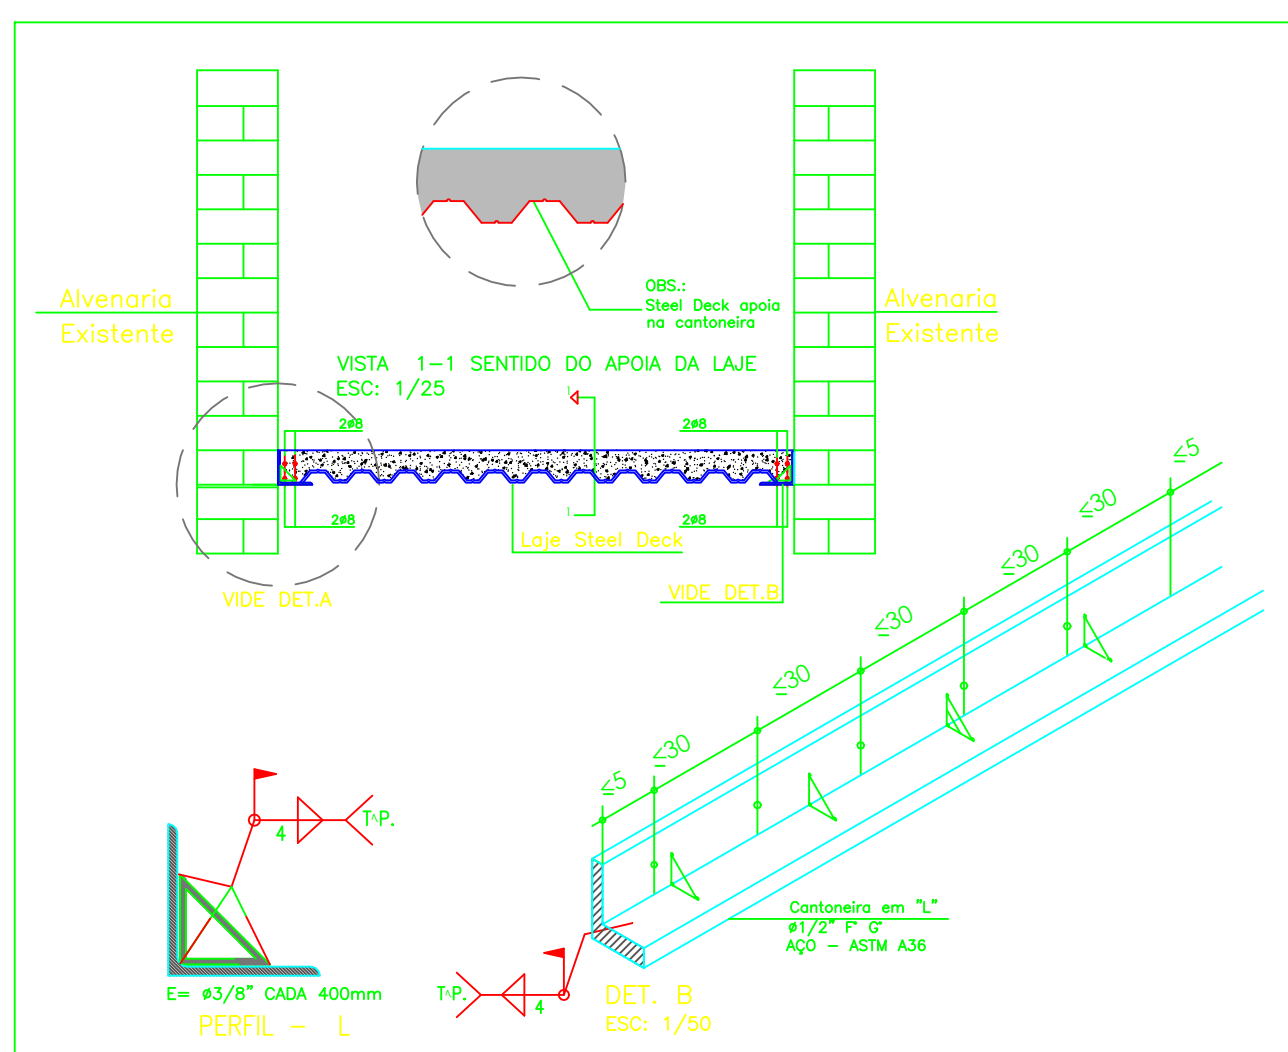 OBS.:
Steel Deck apoia
na cantoneira
Alvenaria
Existente
Alvenaria
Existente
VISTA 1-1 SENTIDO DO APOIA DA LAJE
ESC: 1/25
1
2ø8
2ø8
2ø8
2ø8
1
Laje Steel Deck
VIDE DET.A
VIDE DET.B
≤5
≤30
≤30
≤30
≤30
≤30
≤5
T^P.
4
E= ø3/8" CADA 400mm
PERFIL - L
Cantoneira em "L"
ø1/2" F° G°
AÇO - ASTM A36
T^P.
4
DET. B
ESC: 1/50